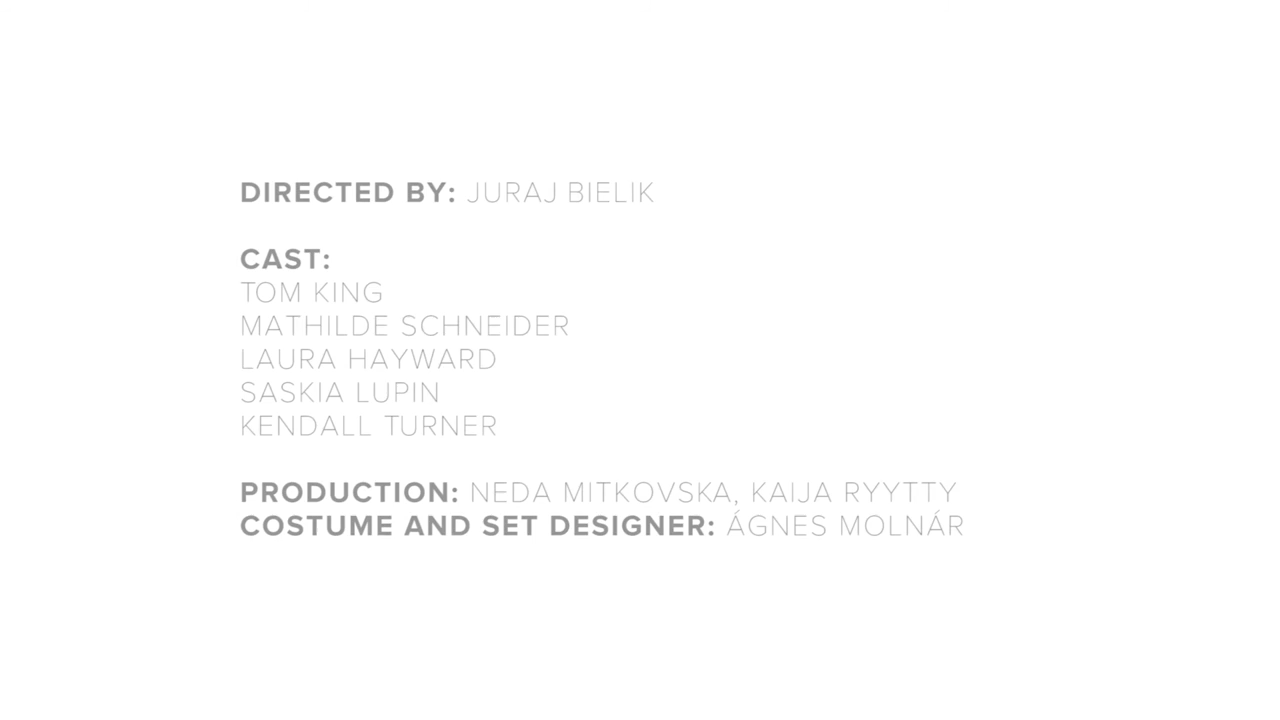 DIRECTED BY: JURAJ BIELIK
CAST:
TOM KING
MATHILDE SCHNEIDER
LAURA HAYWARD
SASKIA LUPIN
KENDALL TURNER
PRODUCTION: NEDA MITKOVSKA, KAIJA RYYTTY
COSTUME AND SET DESIGNER: ÁGNES MOLNÁR